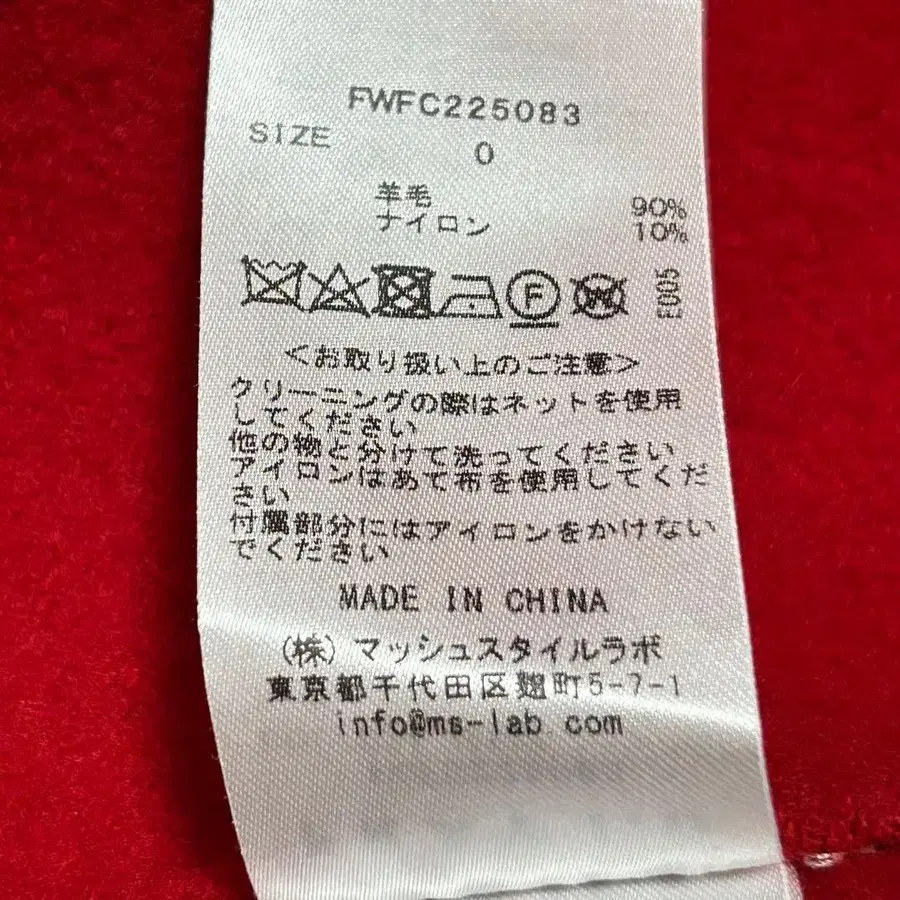 FWFC225083
SIZE 0
羊毛 90%
ナイロン 10%
F W E005
<お取り扱い上のご注意>
クリーニングの際はネットを使用
してください
他の物と分けて洗ってください
アイロンはあて布を使用してくだ
さい
付属部分にはアイロンをかけない
でください
MADE IN CHINA
(株)マッシュスタイルラボ
東京都千代田区麹町5-7-1
info@ms-lab.com